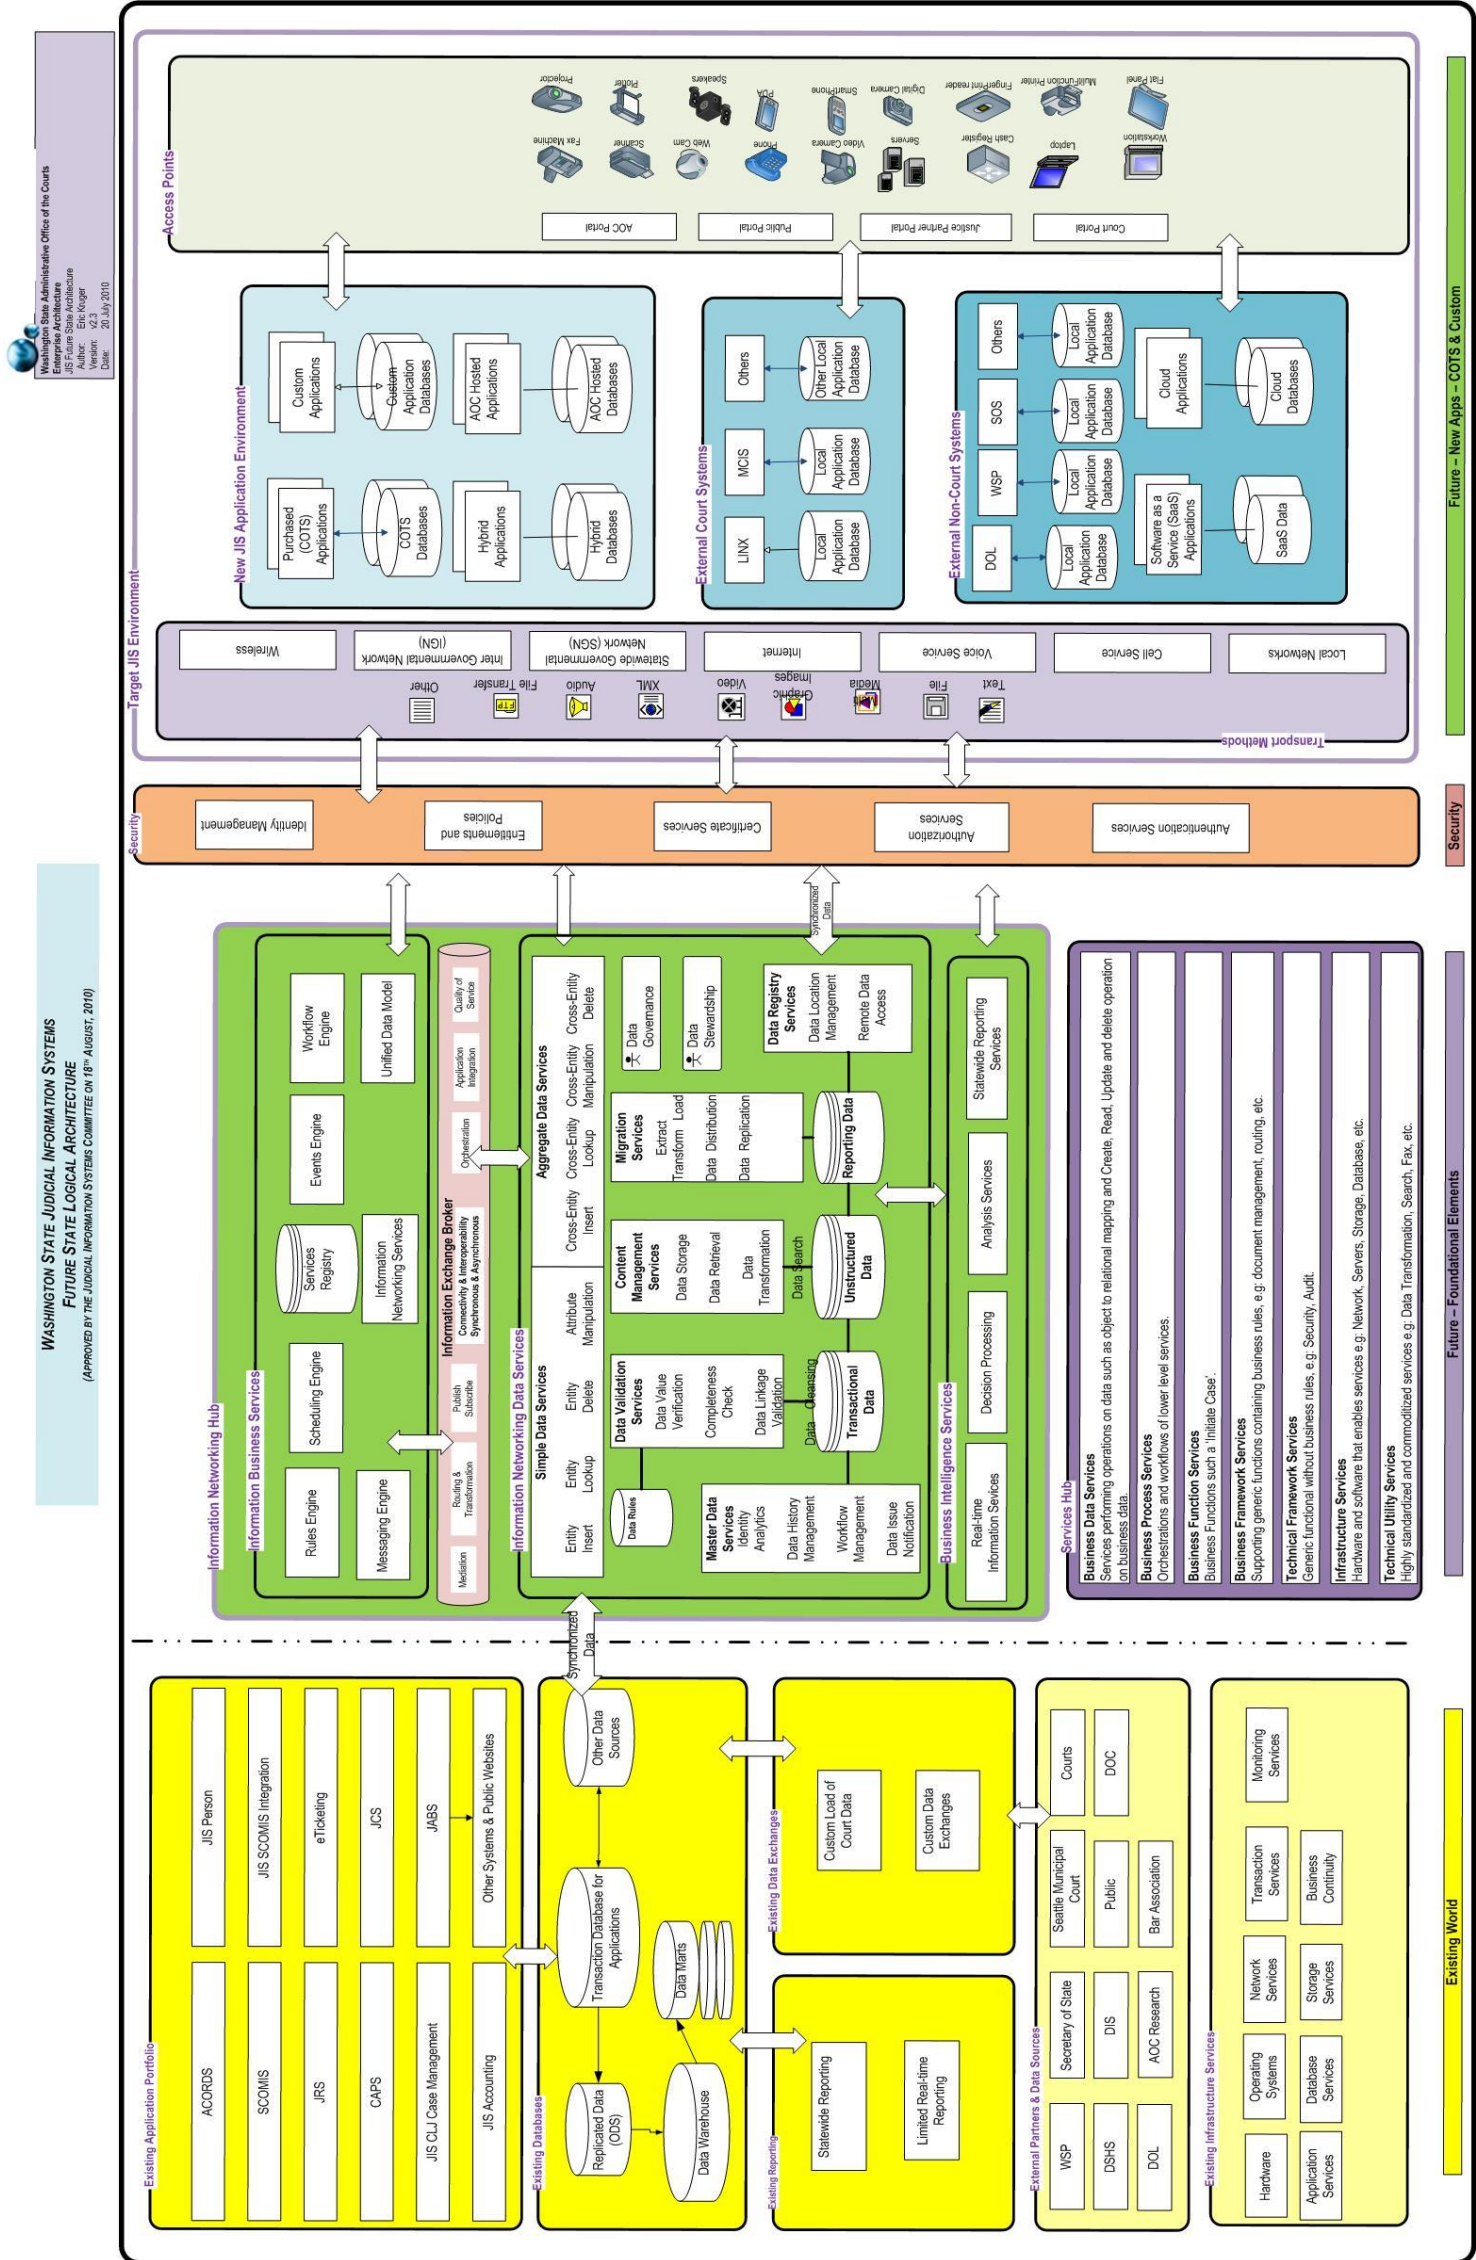 WASHINGTON STATE JUDICIAL INFORMATION SYSTEMS
FUTURE STATE LOGICAL ARCHITECTURE
(APPROVED BY THE JUDICIAL INFORMATION SYSTEMS COMMITTEE ON 18TH AUGUST, 2010)
Washington State Administrative Office of the Courts
Enterprise Architecture
JIS Future State Architecture
Author: Eric Kruger
Version: v2.3
Date: 20 July 2010
Existing Application Portfolio
ACORDS
JIS Person
SCOMIS
JIS SCOMIS Integration
JRS
eTicketing
CAPS
JCS
JIS CLJ Case Management
JABS
JIS Accounting
Other Systems & Public Websites
Existing Databases
Replicated Data
(ODS)
Transaction Database for
Applications
Other Data
Sources
Data Warehouse
Data Marts
Synchronized
Data
Existing Reporting
Statewide Reporting
Limited Real-time
Reporting
Existing Data Exchanges
Custom Load of
Court Data
Custom Data
Exchanges
External Partners & Data Sources
WSP
Secretary of State
Seattle Municipal
Court
Courts
DSHS
DIS
Public
DOC
DOL
AOC Research
Bar Association
Existing Infrastructure Services
Hardware
Operating
Systems
Network
Services
Transaction
Services
Monitoring
Services
Application
Services
Database
Services
Storage
Services
Business
Continuity
Existing World
Information Networking Hub
Information Business Services
Rules Engine
Scheduling Engine
Services
Registry
Events Engine
Workflow
Engine
Messaging Engine
Information
Networking Services
Unified Data Model
Information Exchange Broker
Connectivity & Interoperability
Synchronous & Asynchronous
Mediation
Routing &
Transformation
Publish
Subscribe
Orchestration
Application
Integration
Quality of
Service
Information Networking Data Services
Simple Data Services
Entity
Insert
Entity
Lookup
Entity
Delete
Attribute
Manipulation
Aggregate Data Services
Cross-Entity
Insert
Cross-Entity
Lookup
Cross-Entity
Manipulation
Cross-Entity
Delete
Data Rules
Data Validation
Services
Data Value
Verification
Completeness
Check
Data Linkage
Validation
Data Cleansing
Content
Management
Services
Data Storage
Data Retrieval
Data
Transformation
Data Search
Migration
Services
Extract
Transform Load
Data Distribution
Data Replication
Data
Governance
Data
Stewardship
Master Data
Services
Identity
Analytics
Data History
Management
Workflow
Management
Data Issue
Notification
Transactional
Data
Unstructured
Data
Reporting Data
Data Registry
Services
Data Location
Management
Remote Data
Access
Synchronized
Data
Business Intelligence Services
Real-time
Information Sevices
Decision Processing
Analysis Services
Statewide Reporting
Services
Services Hub
Business Data Services
Services performing operations on data such as object to relational mapping and Create, Read, Update and delete operation
on business data.
Business Process Services
Orchestrations and workflows of lower level services.
Business Function Services
Business Functions such a 'Initiate Case'.
Business Framework Services
Supporting generic functions containing business rules, e.g: document management, routing, etc.
Technical Framework Services
Generic functional without business rules, e.g: Security, Audit.
Infrastructure Services
Hardware and software that enables services e.g: Network, Servers, Storage, Database, etc.
Technical Utility Services
Highly standardized and commoditized services e.g: Data Transformation, Search, Fax, etc.
Future – Foundational Elements
Security
Identity Management
Entitlements and
Policies
Certificate Services
Authorization
Services
Authentication Services
Security
Target JIS Environment
Transport Methods
Text
File
Multi
Media
Graphic
Images
Video
XML
Audio
File Transfer
FTP
Other
Local Networks
Cell Service
Voice Service
Internet
Statewide Governmental
Network (SGN)
Inter Governmental Network
(IGN)
Wireless
New JIS Application Environment
Purchased
(COTS)
Applications
Custom
Applications
COTS
Databases
Custom
Application
Databases
Hybrid
Applications
AOC Hosted
Applications
Hybrid
Databases
AOC Hosted
Databases
External Court Systems
LINX
MCIS
Others
Local
Application
Database
Local
Application
Database
Other Local
Application
Database
External Non-Court Systems
DOL
WSP
SOS
Others
Local
Application
Database
Local
Application
Database
Local
Application
Database
Local
Application
Database
Software as a
Service (SaaS)
Applications
Cloud
Applications
SaaS Data
Cloud
Databases
Access Points
Court Portal
Justice Partner Portal
Public Portal
AOC Portal
Workstation
Laptop
Cash Register
Servers
Video Camera
Phone
Web Cam
Scanner
Fax Machine
Flat Panel
Multi-Function Printer
FingerPrint reader
Digital Camera
SmartPhone
PDA
Speakers
Plotter
Projector
Future – New Apps – COTS & Custom